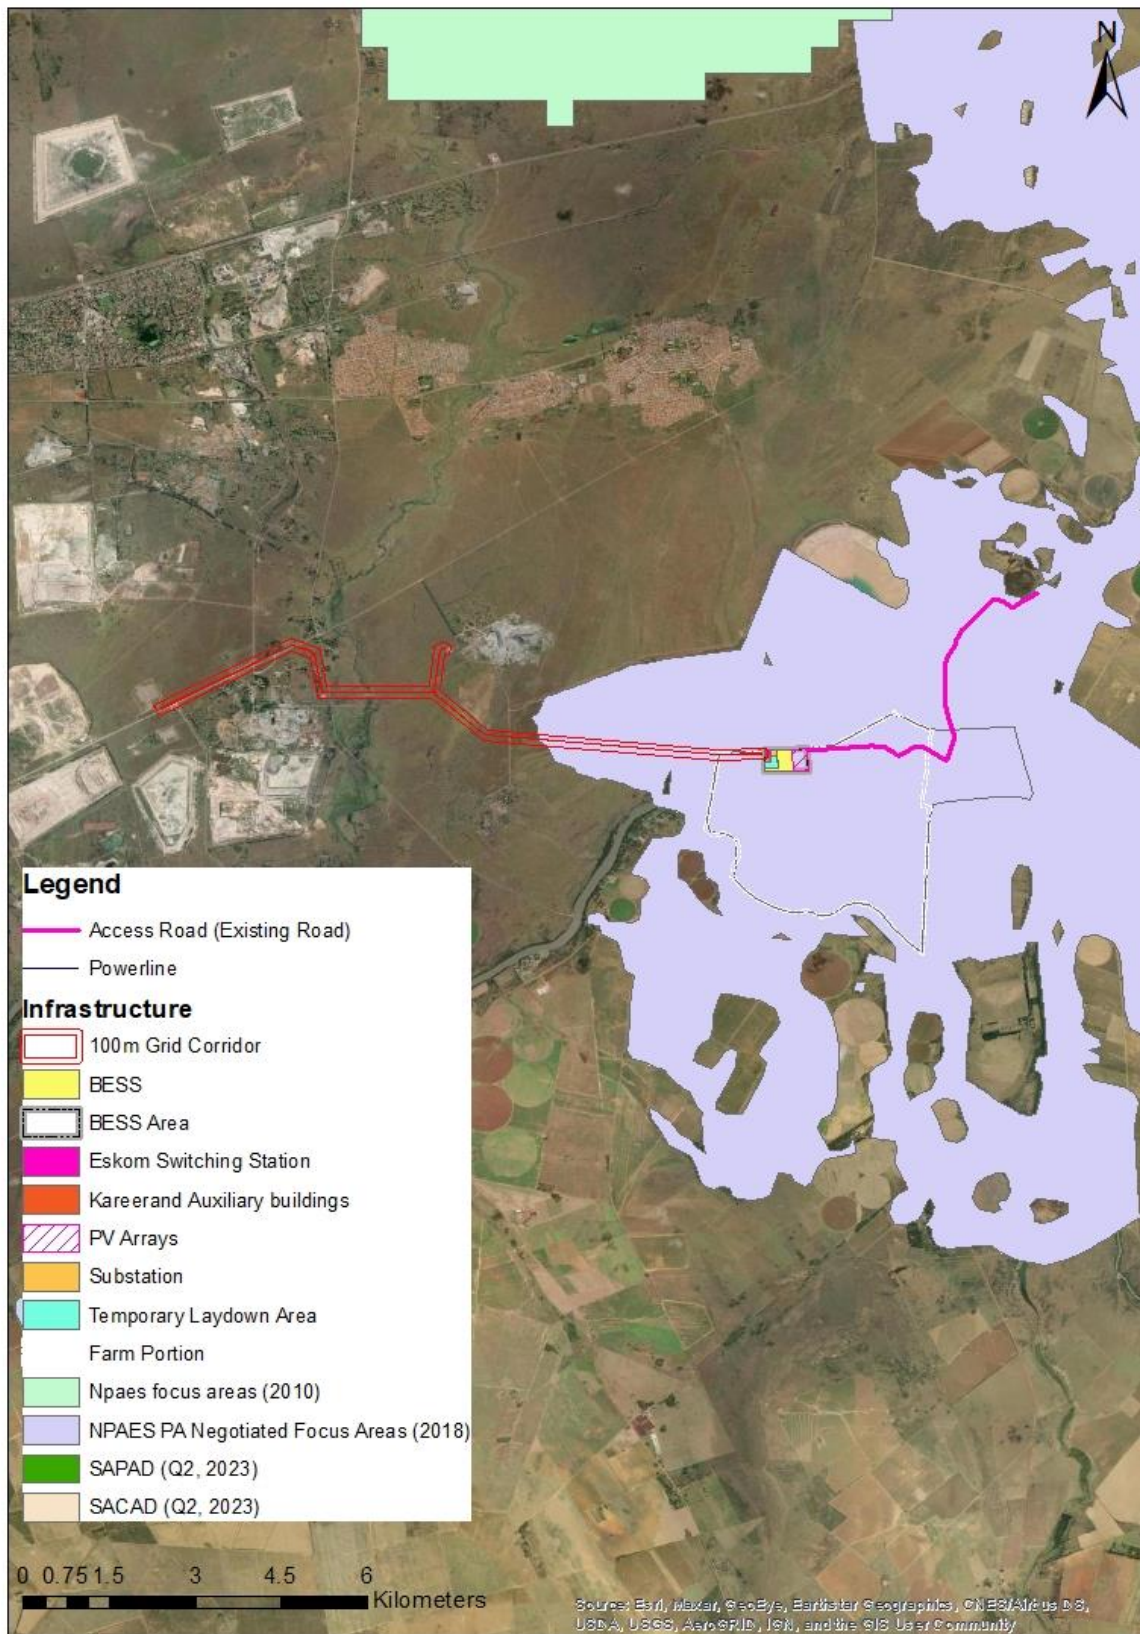 N
Legend
Access Road (Existing Road)
Powerline
Infrastructure
100m Grid Corridor
BESS
BESS Area
Eskom Switching Station
Kareerand Auxiliary buildings
PV Arrays
Substation
Temporary Laydown Area
Farm Portion
Npaes focus areas (2010)
NPAES PA Negotiated Focus Areas (2018)
SAPAD (Q2, 2023)
SACAD (Q2, 2023)
0 0.75 1.5 3 4.5 6
Kilometers
Source: Esri, Maxar, GeoEye, Earthstar Geographics, CNES/Airbus DS,
USDA, USGS, AeroGRID, IGN, and the GIS User Community